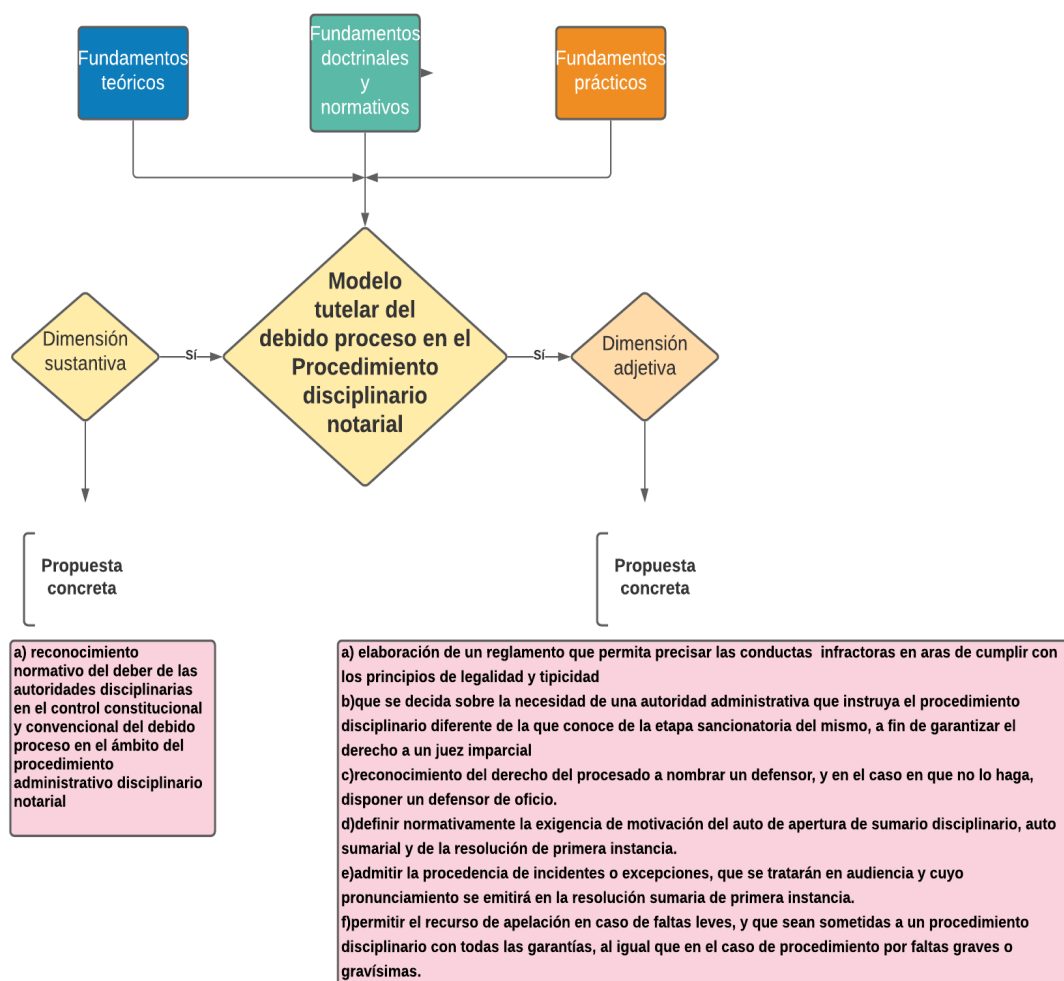 Fundamentos
teóricos
Fundamentos
doctrinales
y
normativos
Fundamentos
prácticos
Modelo
tutelar del
debido proceso en el
Procedimiento
disciplinario
notarial
Dimensión
sustantiva
Sí
Sí
Dimensión
adjetiva
Propuesta
concreta
Propuesta
concreta
a) reconocimiento
normativo del deber de las
autoridades disciplinarias
en el control constitucional
y convencional del debido
proceso en el ámbito del
procedimiento
administrativo disciplinario
notarial
a) elaboración de un reglamento que permita precisar las conductas  infractoras en aras de cumplir con
los principios de legalidad y tipicidad
b)que se decida sobre la necesidad de una autoridad administrativa que instruya el procedimiento
disciplinario diferente de la que conoce de la etapa sancionatoria del mismo, a fin de garantizar el
derecho a un juez imparcial
c)reconocimiento del derecho del procesado a nombrar un defensor, y en el caso en que no lo haga,
disponer un defensor de oficio.
d)definir normativamente la exigencia de motivación del auto de apertura de sumario disciplinario, auto
sumarial y de la resolución de primera instancia.
e)admitir la procedencia de incidentes o excepciones, que se tratarán en audiencia y cuyo
pronunciamiento se emitirá en la resolución sumaria de primera instancia.
f)permitir el recurso de apelación en caso de faltas leves, y que sean sometidas a un procedimiento
disciplinario con todas las garantías, al igual que en el caso de procedimiento por faltas graves o
gravísimas.